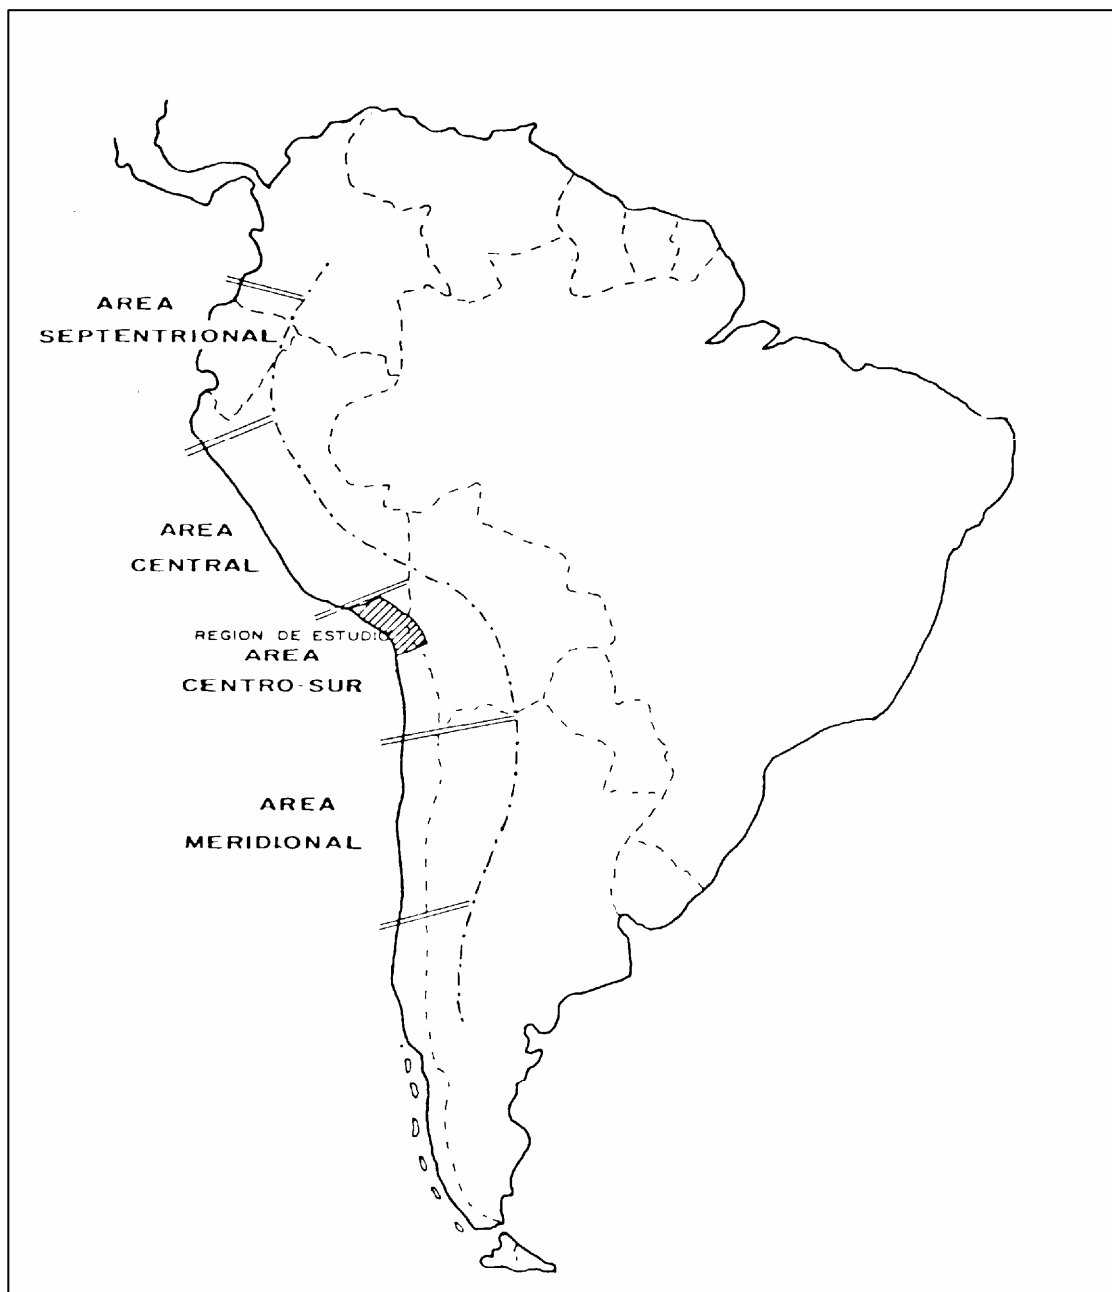 AREA
SEPTENTRIONAL
AREA
CENTRAL
REGION DE ESTUDIO
AREA
CENTRO-SUR
AREA
MERIDIONAL